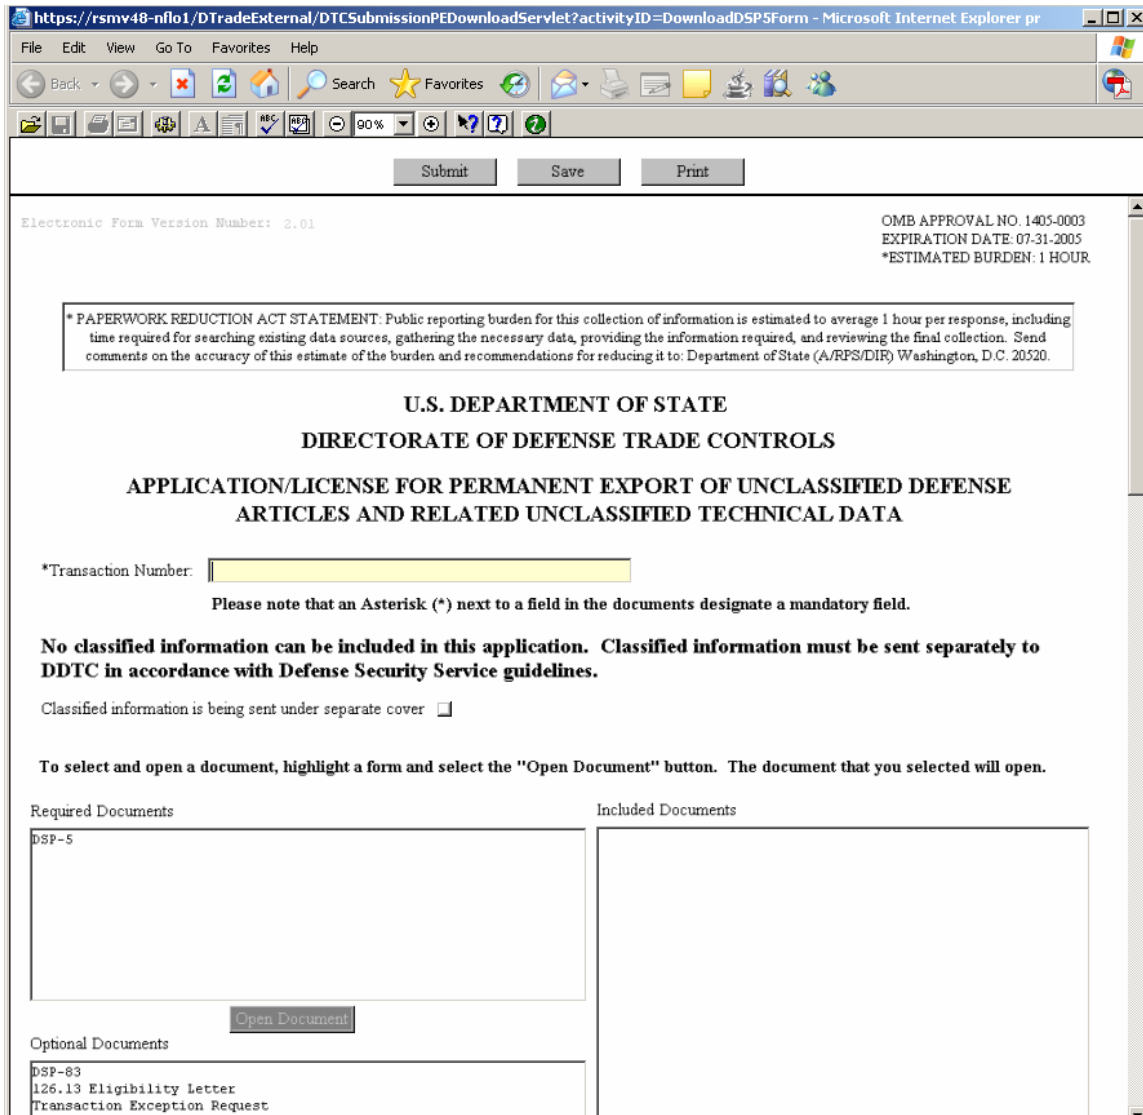 https://rsmv48-nflo1/DTradeExternal/DTCSubmissionPEDownloadServlet?activityID=DownloadDSP5Form - Microsoft Internet Explorer pr
File Edit View Go To Favorites Help
Back Search Favorites
90%
Submit Save Print
Electronic Form Version Number: 2.01
OMB APPROVAL NO. 1405-0003
EXPIRATION DATE: 07-31-2005
*ESTIMATED BURDEN: 1 HOUR
* PAPERWORK REDUCTION ACT STATEMENT: Public reporting burden for this collection of information is estimated to average 1 hour per response, including
time required for searching existing data sources, gathering the necessary data, providing the information required, and reviewing the final collection. Send
comments on the accuracy of this estimate of the burden and recommendations for reducing it to: Department of State (A/RPS/DIR) Washington, D.C. 20520.
U.S. DEPARTMENT OF STATE
DIRECTORATE OF DEFENSE TRADE CONTROLS
APPLICATION/LICENSE FOR PERMANENT EXPORT OF UNCLASSIFIED DEFENSE
ARTICLES AND RELATED UNCLASSIFIED TECHNICAL DATA
*Transaction Number:
Please note that an Asterisk (*) next to a field in the documents designate a mandatory field.
No classified information can be included in this application. Classified information must be sent separately to
DDTC in accordance with Defense Security Service guidelines.
Classified information is being sent under separate cover
To select and open a document, highlight a form and select the "Open Document" button. The document that you selected will open.
Required Documents
DSP-5
Open Document
Included Documents
Optional Documents
DSP-83
126.13 Eligibility Letter
Transaction Exception Request